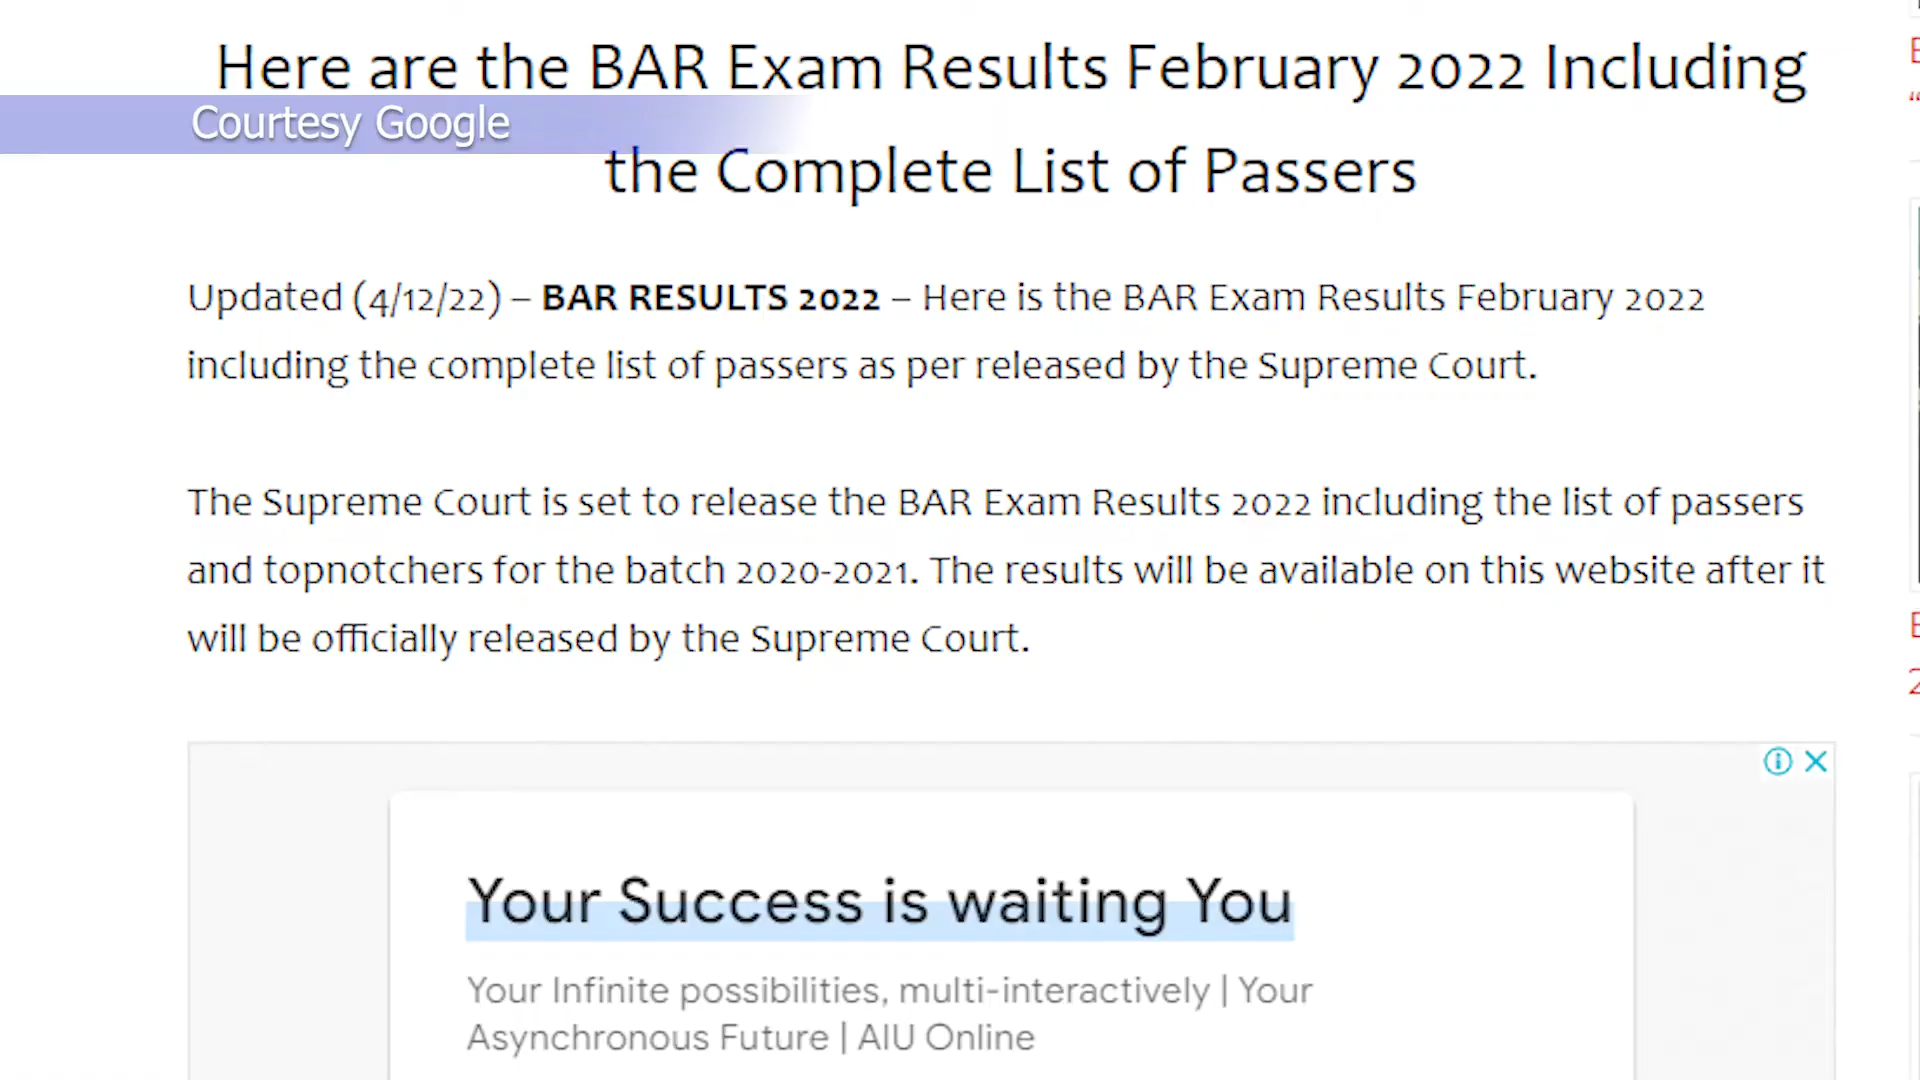 Here are the BAR Exam Results February 2022 Including
Courtesy Google
the Complete List of Passers
Updated (4/12/22) – BAR RESULTS 2022 – Here is the BAR Exam Results February 2022
including the complete list of passers as per released by the Supreme Court.
The Supreme Court is set to release the BAR Exam Results 2022 including the list of passers
and topnotchers for the batch 2020-2021. The results will be available on this website after it
will be officially released by the Supreme Court.
Your Success is waiting You
Your Infinite possibilities, multi-interactively | Your
Asynchronous Future | AIU Online